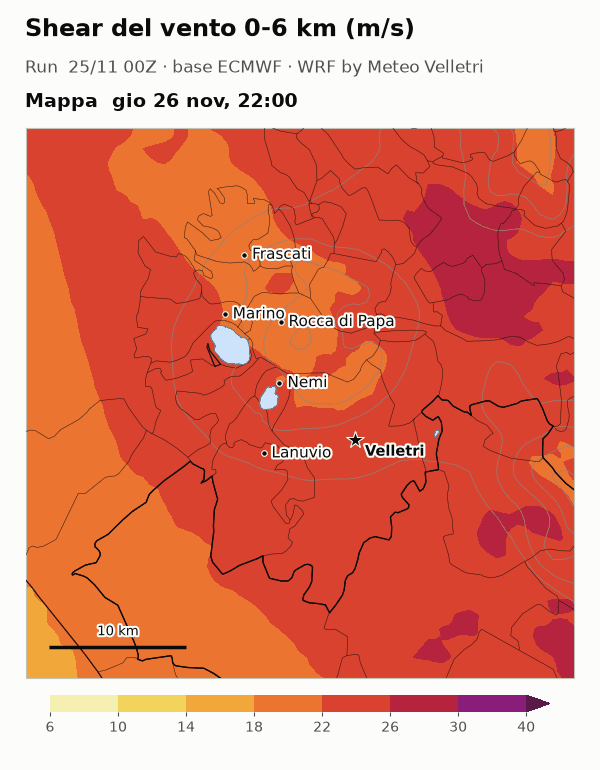 Shear del vento 0-6 km (m/s)
Run 25/11 00Z · base ECMWF · WRF by Meteo Velletri
Mappa gio 26 nov, 22:00
Frascati
Marino
Rocca di Papa
Nemi
Velletri
Lanuvio
10 km
6 10 14 18 22 26 30 40